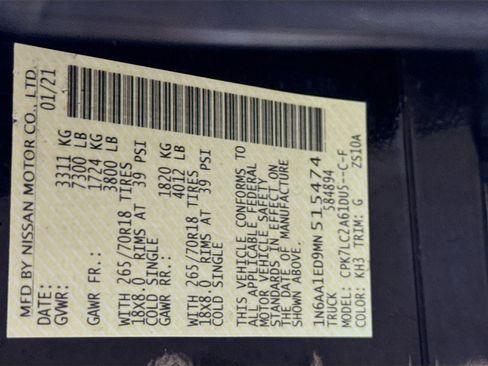 MFD BY NISSAN MOTOR CO., LTD.
DATE: 01/21
GVWR: 3311 KG
7300 LB
GAWR FR.: 1724 KG
3800 LB
WITH 265/70R18 TIRES
18X8.0 RIMS AT 39 PSI
COLD SINGLE
GAWR RR.: 1820 KG
4012 LB
WITH 265/70R18 TIRES
18X8.0 RIMS AT 39 PSI
COLD SINGLE
THIS VEHICLE CONFORMS TO
ALL APPLICABLE FEDERAL
MOTOR VEHICLE SAFETY
STANDARDS IN EFFECT ON
THE DATE OF MANUFACTURE
SHOWN ABOVE.
1N6AA1ED9MN 515474
TRUCK 584894
MODEL: CPK7LC2A61DU5--C-F
COLOR: KH3 TRIM: G ZS10A